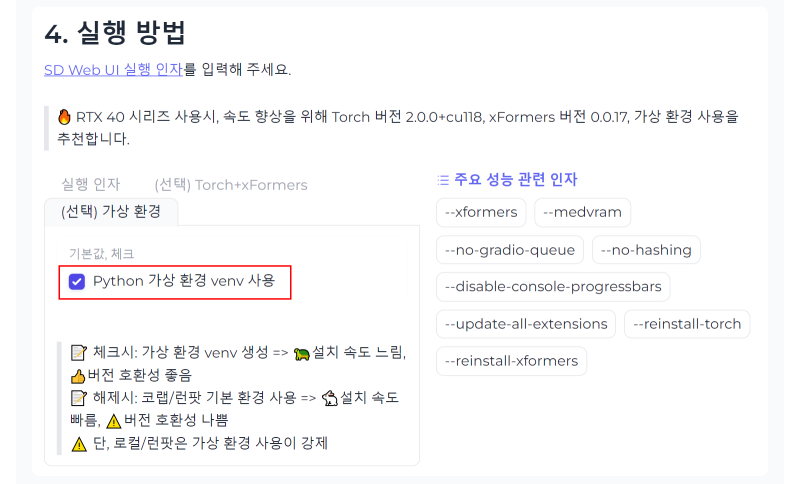 4. 실행 방법
SD Web UI 실행 인자를 입력해 주세요.
🔥 RTX 40 시리즈 사용시, 속도 향상을 위해 Torch 버전 2.0.0+cu118, xFormers 버전 0.0.17, 가상 환경 사용을
추천합니다.
실행 인자 (선택) Torch+xFormers
(선택) 가상 환경
기본값, 체크
Python 가상 환경 venv 사용
📝 체크시: 가상 환경 venv 생성 => 🐢설치 속도 느림,
👍버전 호환성 좋음
📝 해제시: 코랩/런팟 기본 환경 사용 => 🐇설치 속도
빠름, ⚠️버전 호환성 나쁨
⚠️ 단, 로컬/런팟은 가상 환경 사용이 강제
주요 성능 관련 인자
--xformers --medvram
--no-gradio-queue --no-hashing
--disable-console-progressbars
--update-all-extensions --reinstall-torch
--reinstall-xformers